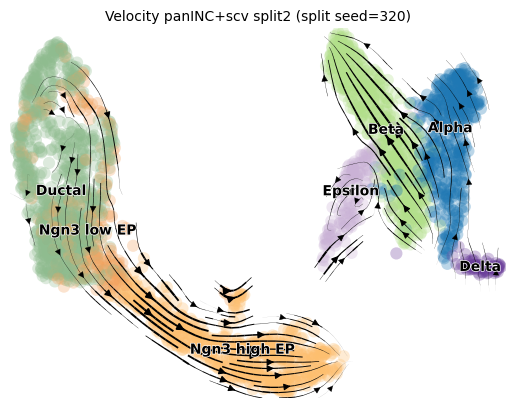 Velocity panINC+scv split2 (split seed=320)
Beta
Alpha
Ductal
Epsilon
Ngn3 low EP
Delta
Ngn3 high EP